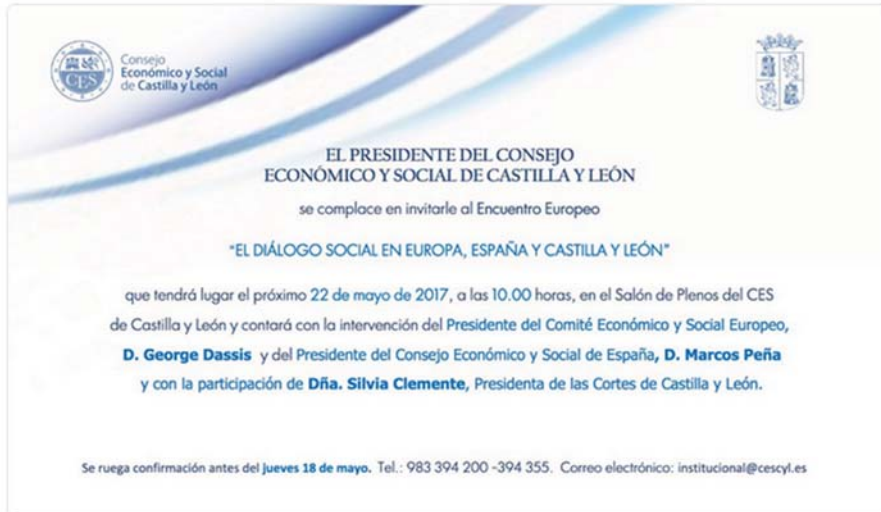 Consejo
Económico y Social
de Castilla y León
CES
EL PRESIDENTE DEL CONSEJO
ECONÓMICO Y SOCIAL DE CASTILLA Y LEÓN
se complace en invitarle al Encuentro Europeo
"EL DIÁLOGO SOCIAL EN EUROPA, ESPAÑA Y CASTILLA Y LEÓN"
que tendrá lugar el próximo 22 de mayo de 2017, a las 10.00 horas, en el Salón de Plenos del CES
de Castilla y León y contará con la intervención del Presidente del Comité Económico y Social Europeo,
D. George Dassis y del Presidente del Consejo Económico y Social de España, D. Marcos Peña
y con la participación de Dña. Silvia Clemente, Presidenta de las Cortes de Castilla y León.
Se ruega confirmación antes del jueves 18 de mayo. Tel.: 983 394 200 -394 355. Correo electrónico: institucional@cescyl.es